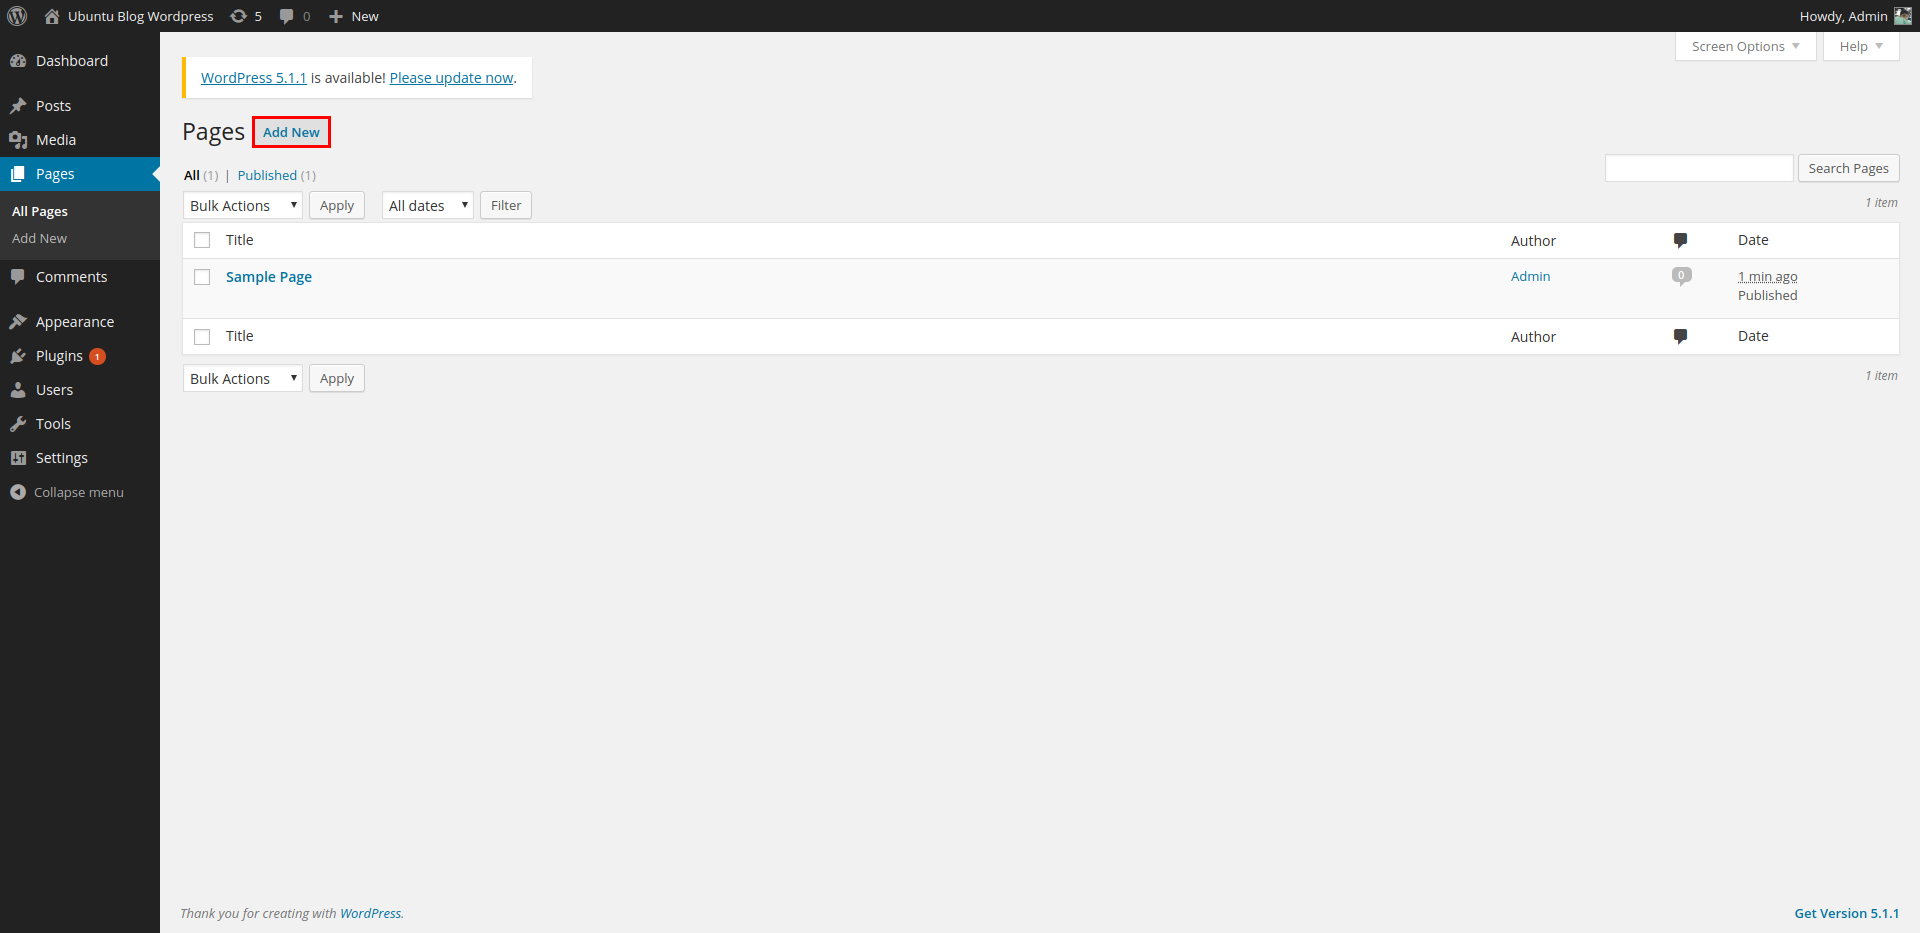 Ubuntu Blog Wordpress 5 0 New Howdy, Admin
Screen Options Help
Dashboard
Posts
Media
Pages
All Pages
Add New
Comments
Appearance
Plugins 1
Users
Tools
Settings
Collapse menu
WordPress 5.1.1 is available! Please update now.
Pages Add New
All (1) | Published (1)
Search Pages
Bulk Actions Apply All dates Filter 1 item
Title Author Date
Sample Page Admin 0 1 min ago
Published
Title Author Date
Bulk Actions Apply 1 item
Thank you for creating with WordPress. Get Version 5.1.1